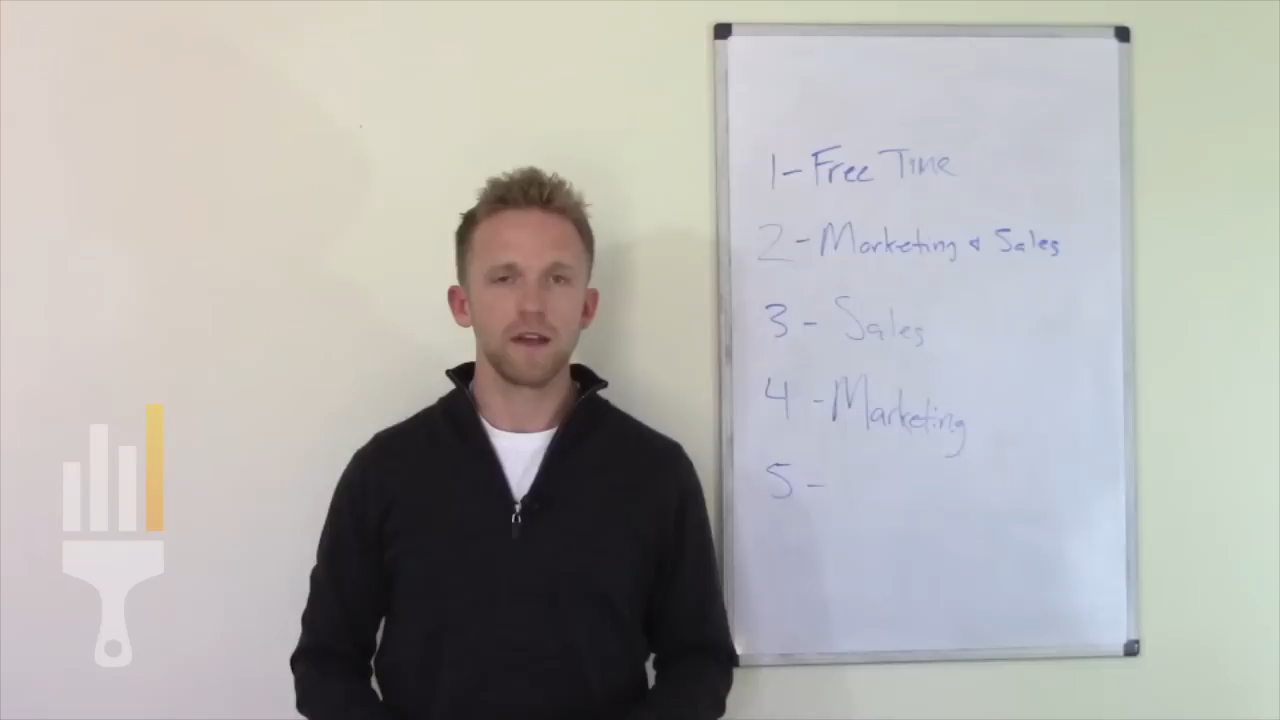 1- Free Time
2- Marketing & Sales
3- Sales
4- Marketing
5-